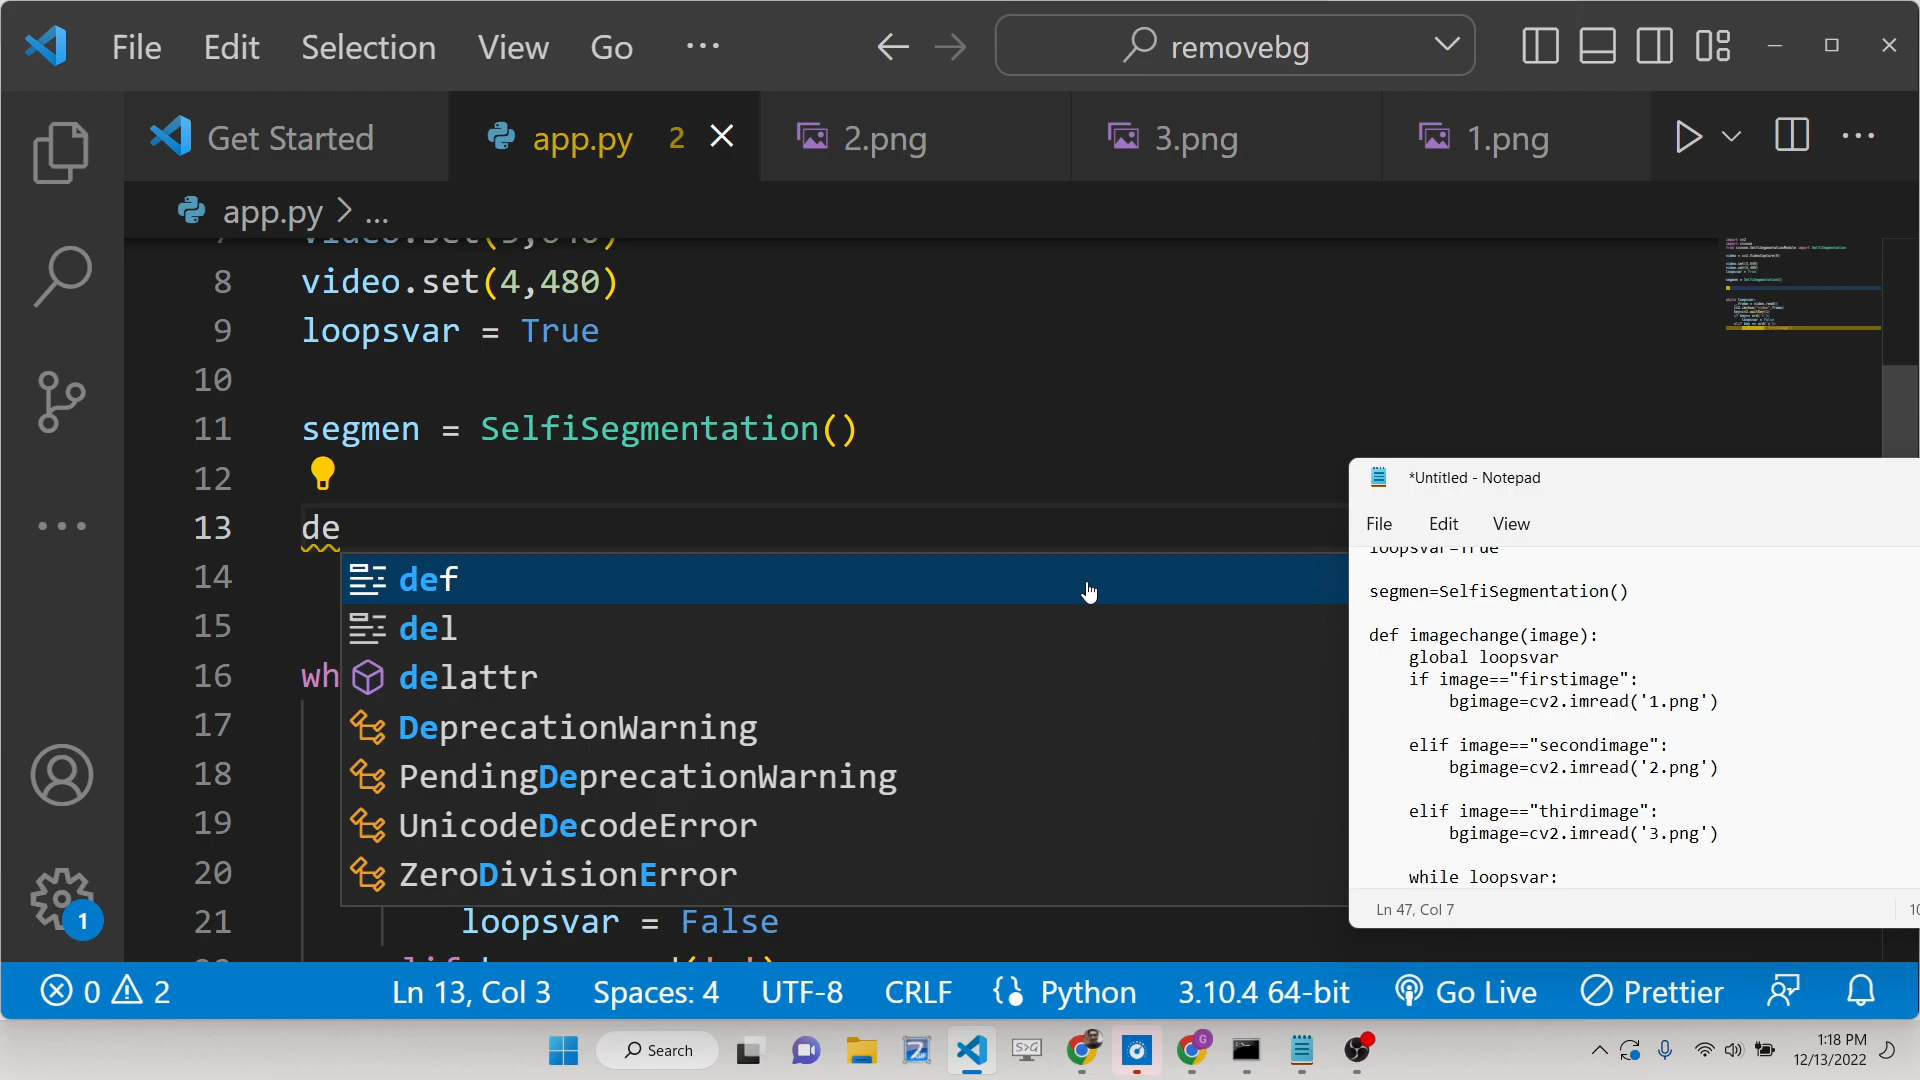 File Edit Selection View Go ... removebg
Get Started app.py 2 2.png 3.png 1.png
app.py > ...
7 video.set(3,640)
8 video.set(4,480)
9 loopsvar = True
10
11 segmen = SelfiSegmentation()
12
13 de
14 def
15 del
16 wh delattr
17 DeprecationWarning
18 PendingDeprecationWarning
19 UnicodeDecodeError
20 ZeroDivisionError
21 loopsvar = False
*Untitled - Notepad
File Edit View
loopsvar=True
segmen=SelfiSegmentation()
def imagechange(image):
global loopsvar
if image=="firstimage":
bgimage=cv2.imread('1.png')
elif image=="secondimage":
bgimage=cv2.imread('2.png')
elif image=="thirdimage":
bgimage=cv2.imread('3.png')
while loopsvar:
Ln 47, Col 7
10
1
0 2 Ln 13, Col 3 Spaces: 4 UTF-8 CRLF Python 3.10.4 64-bit Go Live Prettier
Search
1:18 PM
12/13/2022